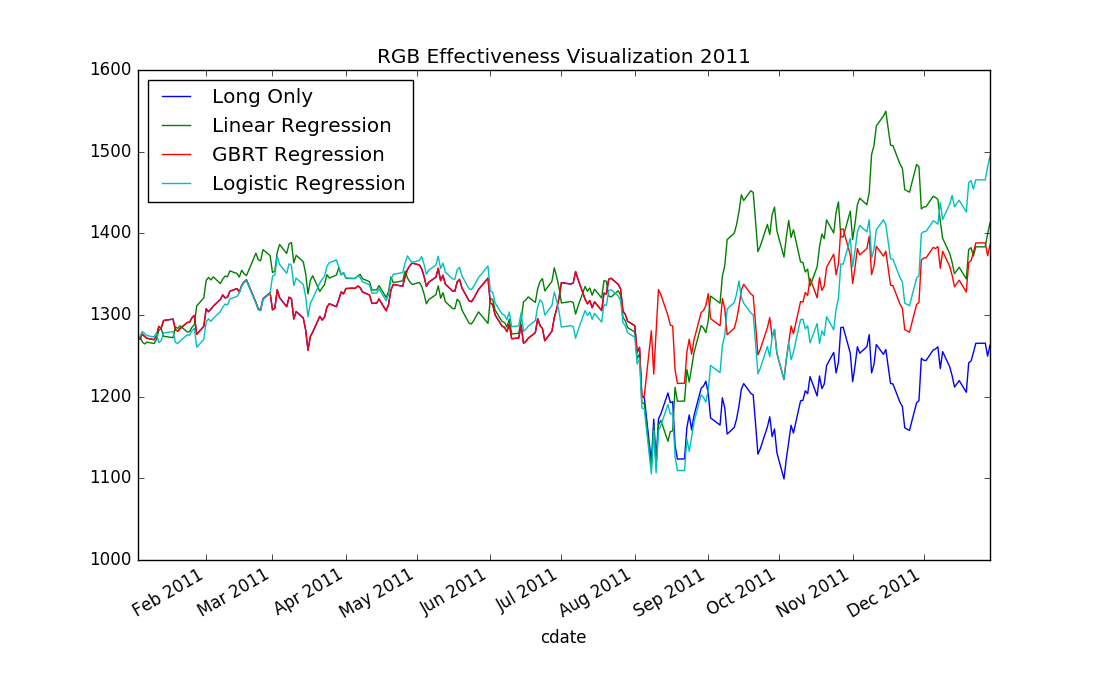 RGB Effectiveness Visualization 2011
1600
1500
1400
1300
1200
1100
1000
Long Only
Linear Regression
GBRT Regression
Logistic Regression
Feb 2011
Mar 2011
Apr 2011
May 2011
Jun 2011
Jul 2011
Aug 2011
Sep 2011
Oct 2011
Nov 2011
Dec 2011
cdate